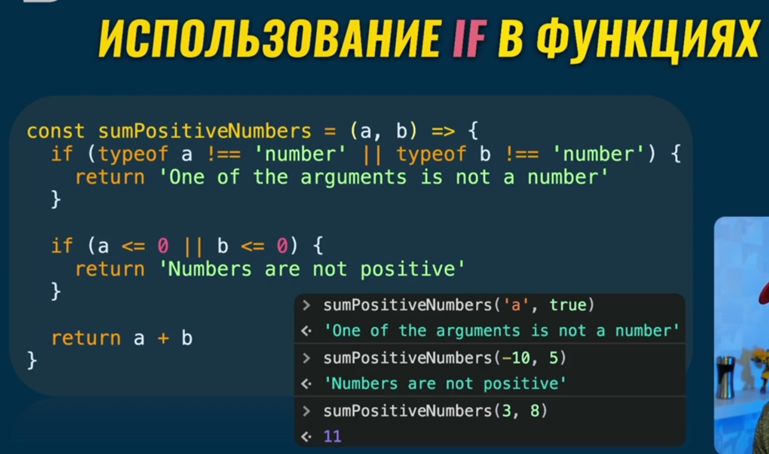 ИСПОЛЬЗОВАНИЕ IF В ФУНКЦИЯХ
const sumPositiveNumbers = (a, b) => {
  if (typeof a !== 'number' || typeof b !== 'number') {
    return 'One of the arguments is not a number'
  }

  if (a <= 0 || b <= 0) {
    return 'Numbers are not positive'
  }

  return a + b
}
> sumPositiveNumbers('a', true)
<· 'One of the arguments is not a number'
> sumPositiveNumbers(-10, 5)
<· 'Numbers are not positive'
> sumPositiveNumbers(3, 8)
<· 11